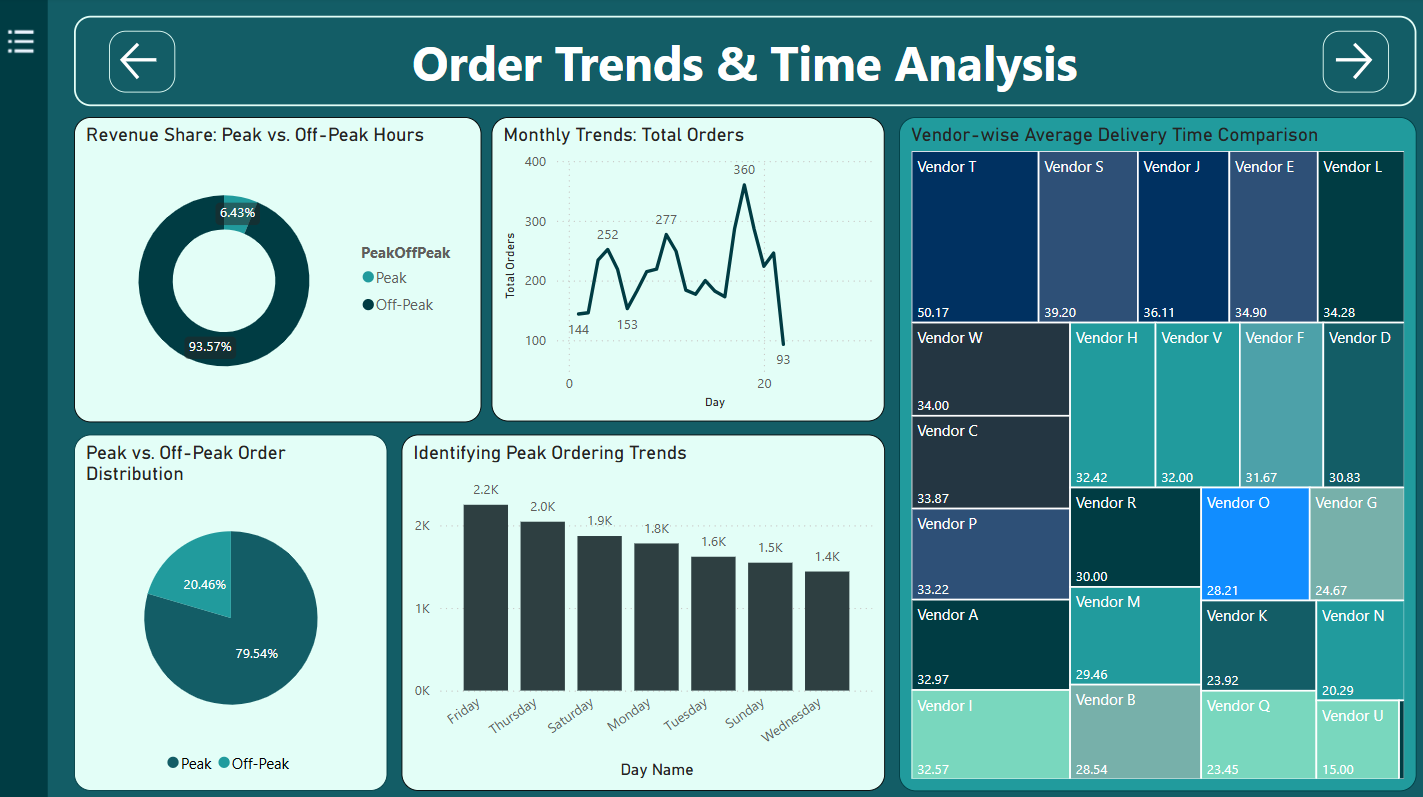 Order Trends & Time Analysis
Revenue Share: Peak vs. Off-Peak Hours
6.43%
93.57%
PeakOffPeak
Peak
Off-Peak
Monthly Trends: Total Orders
Total Orders
400
300
200
100
144
252
153
277
360
93
0
20
Day
Peak vs. Off-Peak Order
Distribution
20.46%
79.54%
Peak
Off-Peak
Identifying Peak Ordering Trends
2K
1K
0K
2.2K
2.0K
1.9K
1.8K
1.6K
1.5K
1.4K
Friday
Thursday
Saturday
Monday
Tuesday
Sunday
Wednesday
Day Name
Vendor-wise Average Delivery Time Comparison
Vendor T
50.17
Vendor S
39.20
Vendor J
36.11
Vendor E
34.90
Vendor L
34.28
Vendor W
34.00
Vendor C
33.87
Vendor P
33.22
Vendor A
32.97
Vendor I
32.57
Vendor H
32.42
Vendor V
32.00
Vendor F
31.67
Vendor D
30.83
Vendor R
30.00
Vendor M
29.46
Vendor B
28.54
Vendor O
28.21
Vendor G
24.67
Vendor K
23.92
Vendor Q
23.45
Vendor N
20.29
Vendor U
15.00